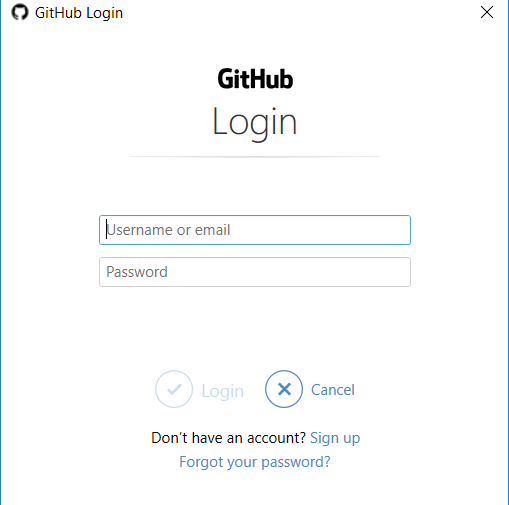 GitHub Login
GitHub
Login
Username or email
Password
Login Cancel
Don't have an account? Sign up
Forgot your password?